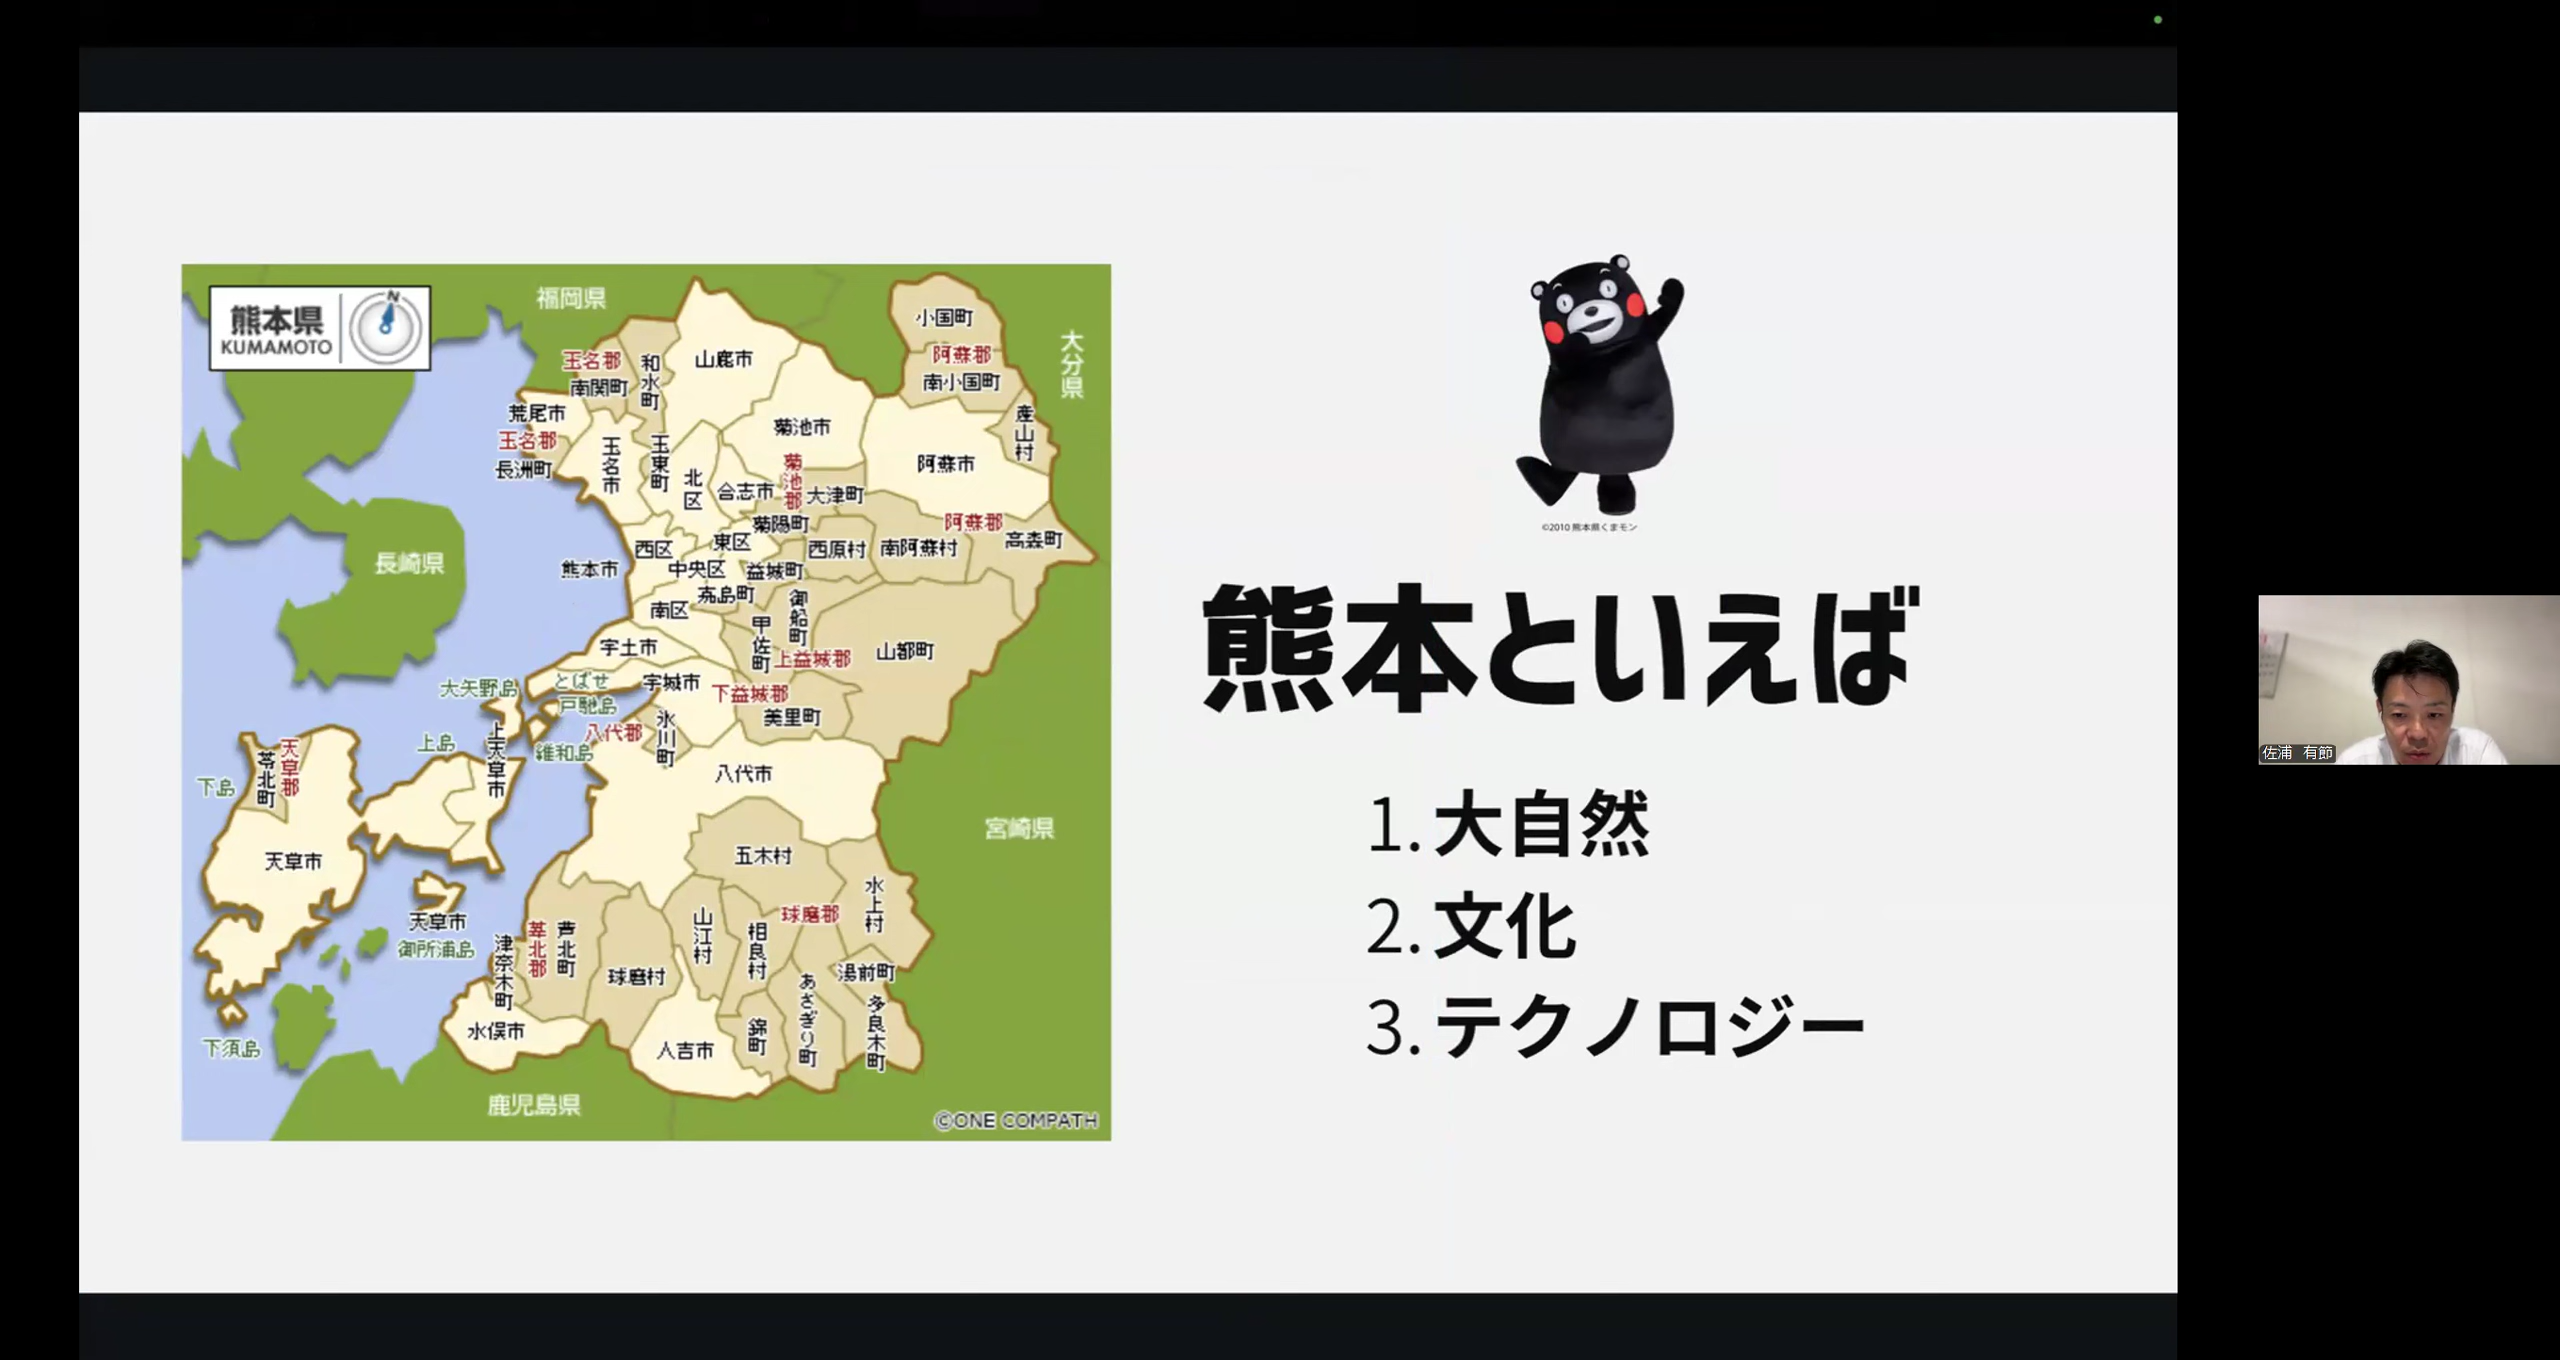 熊本県
KUMAMOTO
N
福岡県
大分県
長崎県
宮崎県
鹿児島県
小国町
阿蘇郡
南小国町
産山村
玉名郡
南関町
和水町
山鹿市
荒尾市
玉名郡
長洲町
玉名市
玉東町
北区
菊池市
菊池郡
合志市
大津町
菊陽町
阿蘇市
阿蘇郡
高森町
西区
東区
西原村
南阿蘇村
熊本市
中央区
益城町
嘉島町
南区
御船町
甲佐町
上益城郡
山都町
宇土市
とばせ
戸馳島
宇城市
下益城郡
美里町
大矢野島
上天草市
八代郡
氷川町
維和島
上島
下島
天草郡
苓北町
八代市
天草市
五木村
水上村
天草市
御所浦島
津奈木町
葦北郡
芦北町
球磨村
山江村
相良村
球磨郡
湯前町
あさぎり町
多良木町
錦町
水俣市
人吉市
下須島
©ONE COMPATH
©2010 熊本県くまモン
熊本といえば
1. 大自然
2. 文化
3. テクノロジー
佐浦 有節